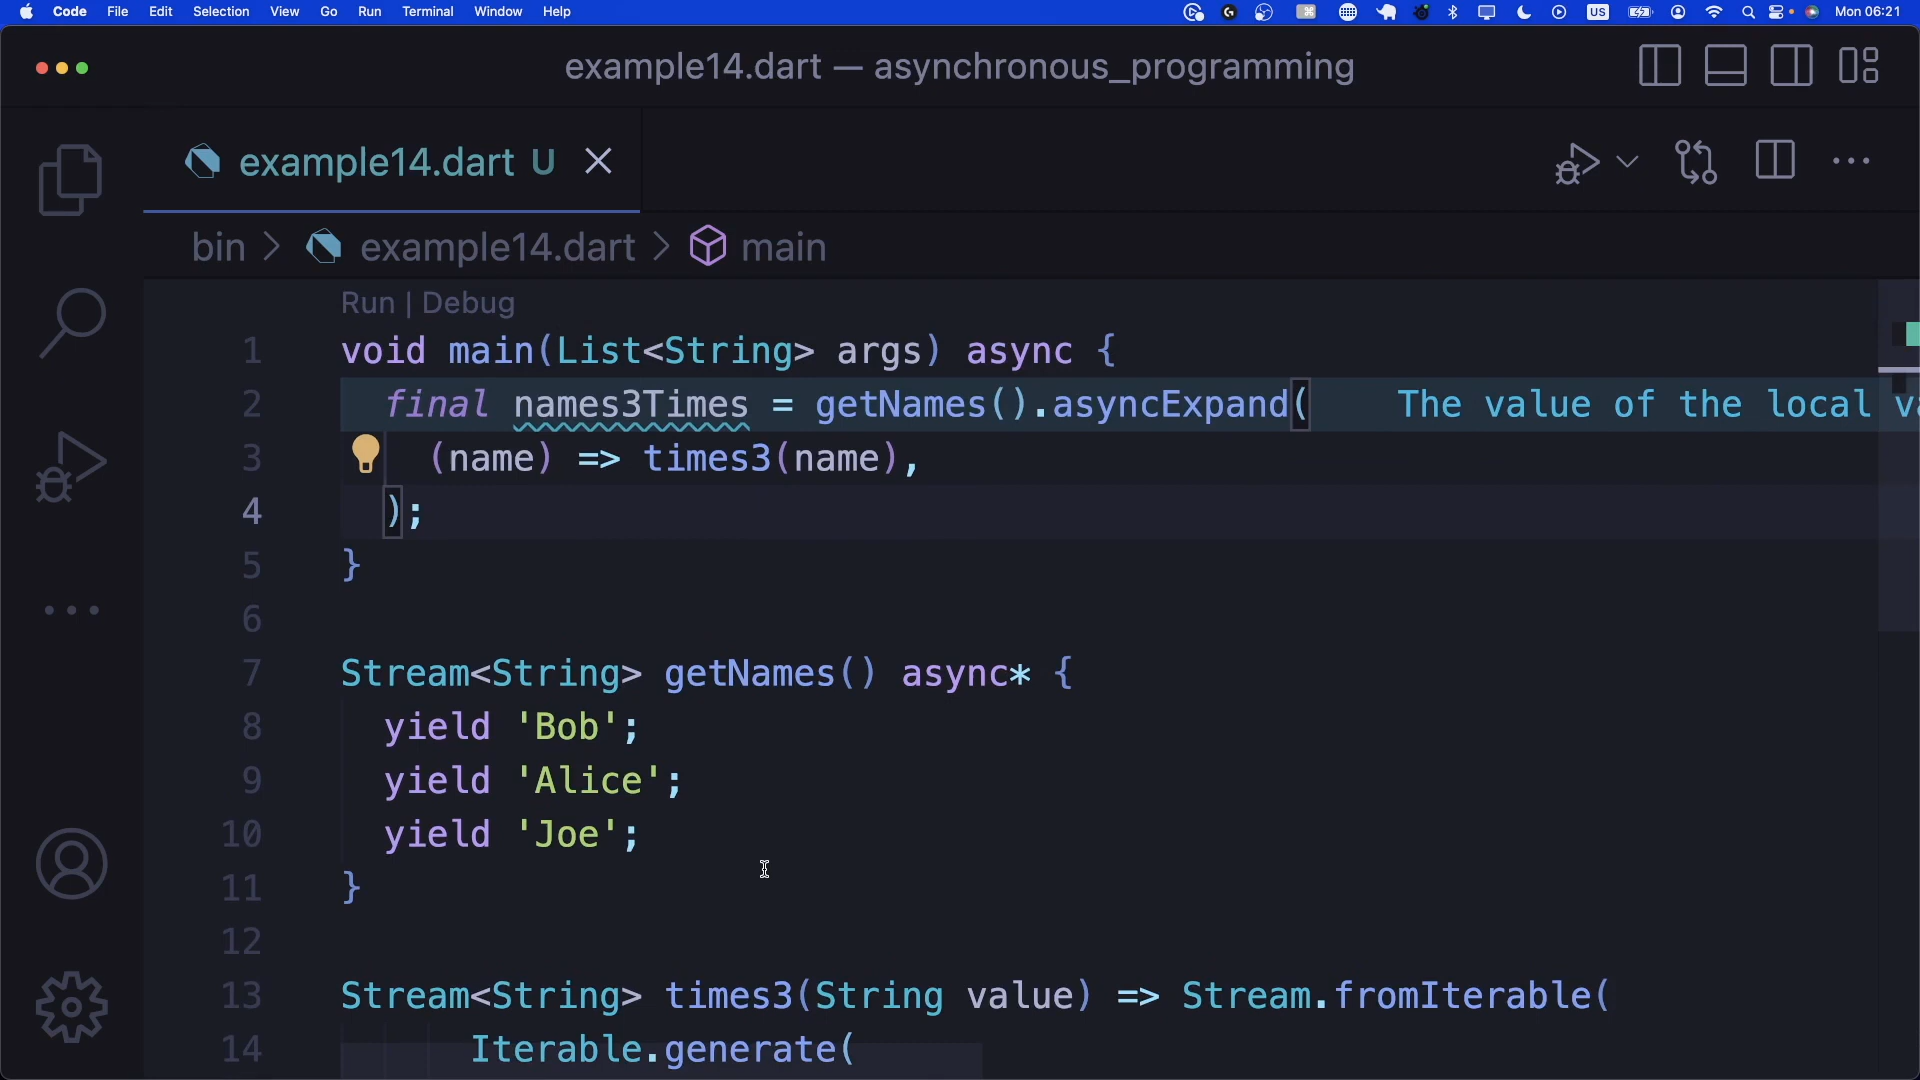 Code File Edit Selection View Go Run Terminal Window Help US Mon 06:21
example14.dart — asynchronous_programming
example14.dart U
bin > example14.dart > main
Run | Debug
1 void main(List<String> args) async {
2 final names3Times = getNames().asyncExpand( The value of the local
3 (name) => times3(name),
4 );
5 }
6
7 Stream<String> getNames() async* {
8 yield 'Bob';
9 yield 'Alice';
10 yield 'Joe';
11 }
12
13 Stream<String> times3(String value) => Stream.fromIterable(
14 Iterable.generate(